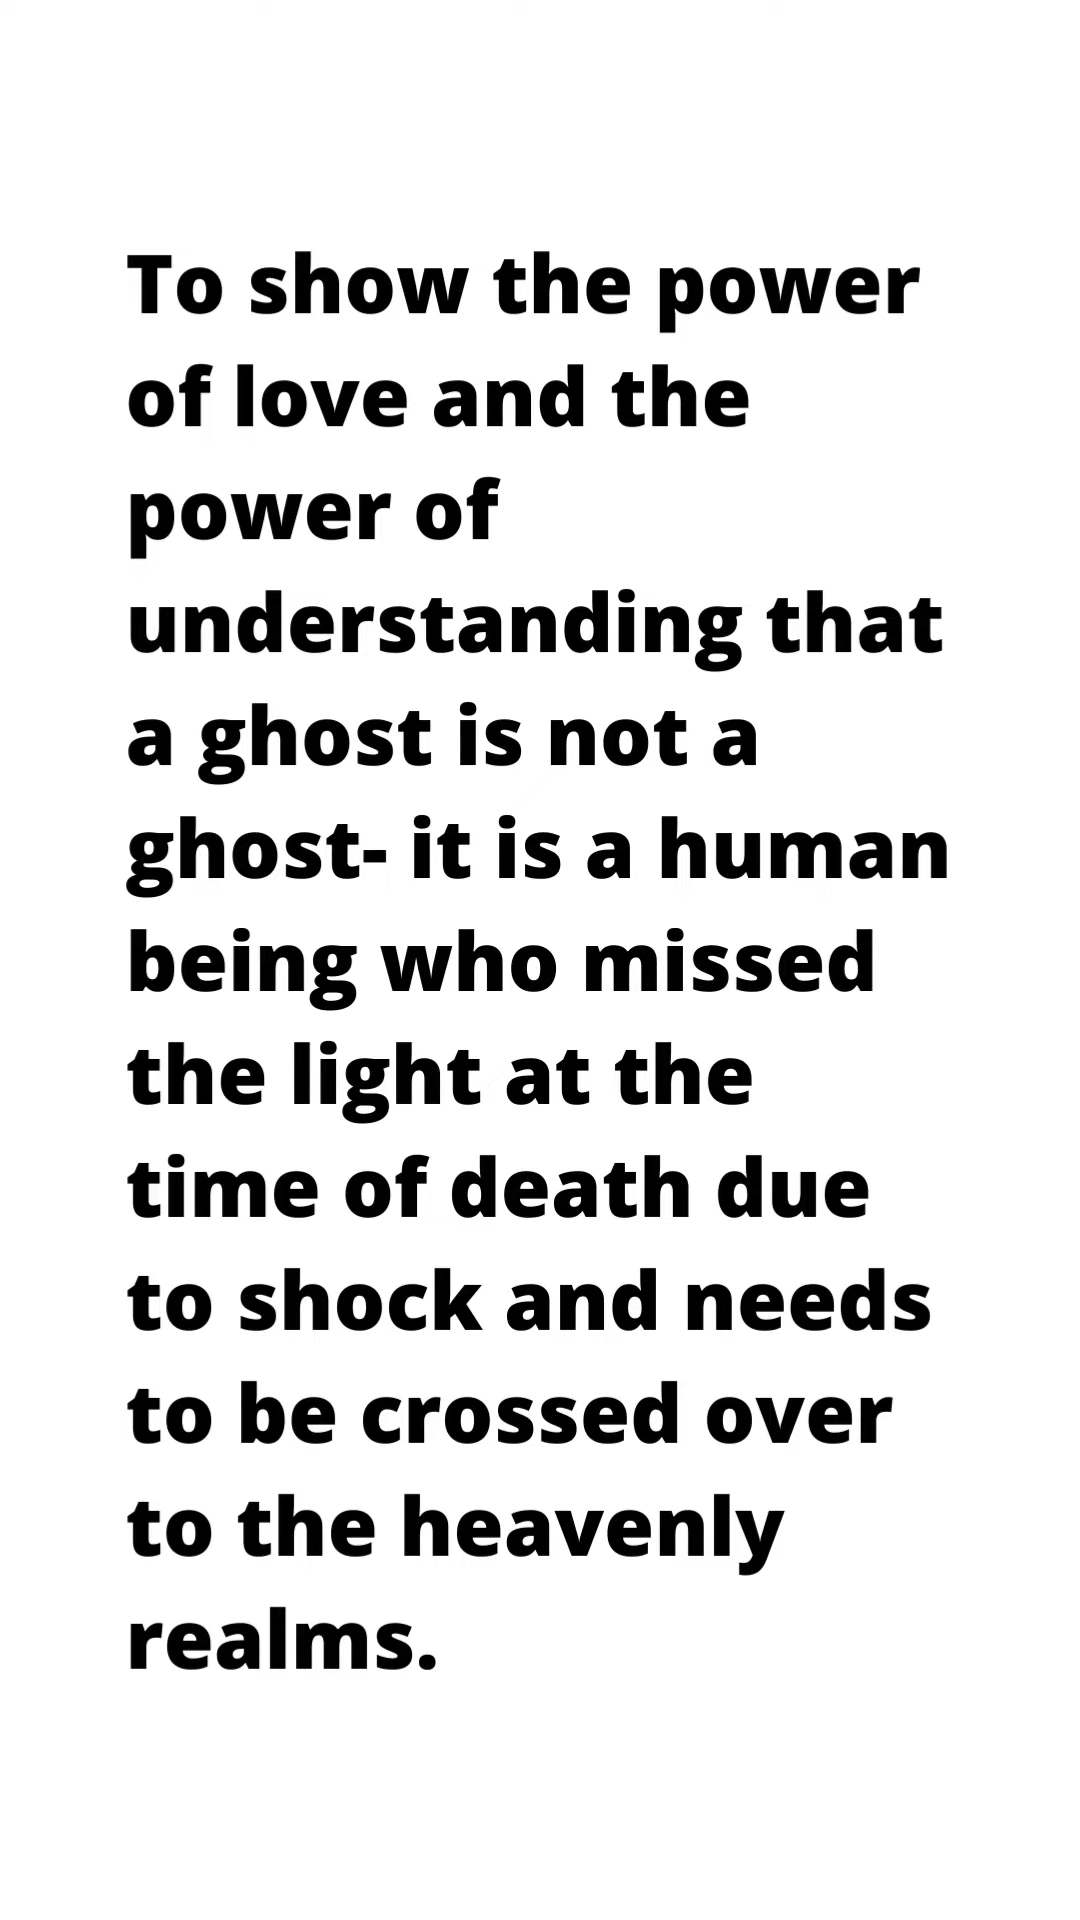 To show the power
of love and the
power of
understanding that
a ghost is not a
ghost- it is a human
being who missed
the light at the
time of death due
to shock and needs
to be crossed over
to the heavenly
realms.